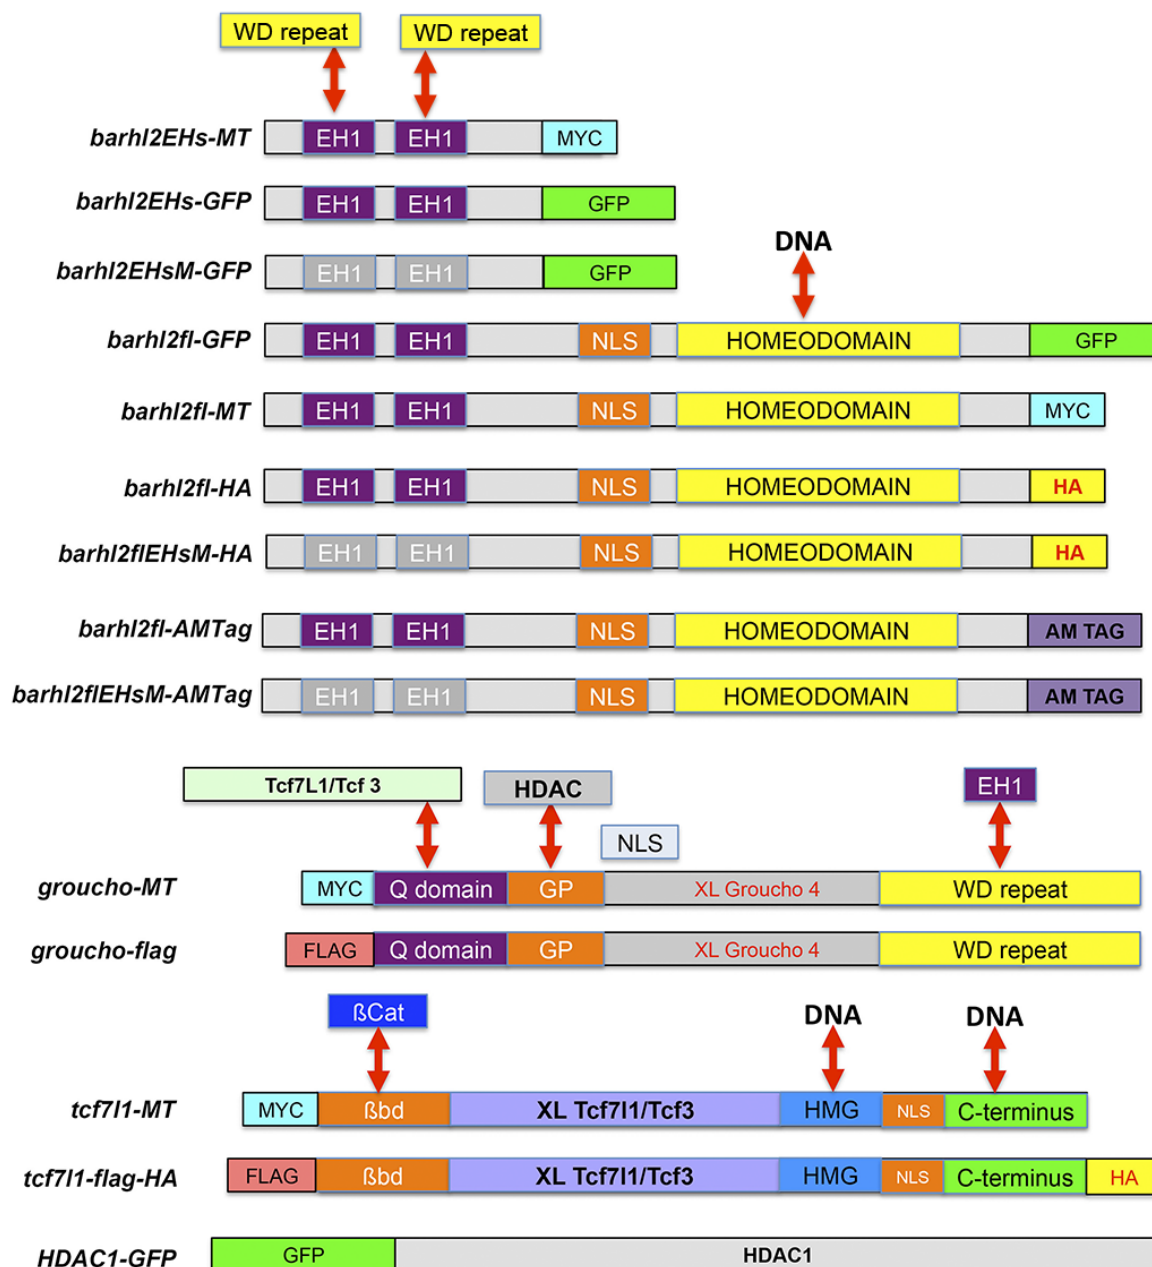 WD repeat WD repeat
barhl2EHs-MT EH1 EH1 MYC
barhl2EHs-GFP EH1 EH1 GFP
DNA
barhl2EHsM-GFP EH1 EH1 GFP
barhl2fl-GFP EH1 EH1 NLS HOMEODOMAIN GFP
barhl2fl-MT EH1 EH1 NLS HOMEODOMAIN MYC
barhl2fl-HA EH1 EH1 NLS HOMEODOMAIN HA
barhl2flEHsM-HA EH1 EH1 NLS HOMEODOMAIN HA
barhl2fl-AMTag EH1 EH1 NLS HOMEODOMAIN AM TAG
barhl2flEHsM-AMTag EH1 EH1 NLS HOMEODOMAIN AM TAG
Tcf7L1/Tcf 3 HDAC EH1
NLS
groucho-MT MYC Q domain GP XL Groucho 4 WD repeat
groucho-flag FLAG Q domain GP XL Groucho 4 WD repeat
ßCat DNA DNA
tcf7l1-MT MYC ßbd XL Tcf7l1/Tcf3 HMG NLS C-terminus
tcf7l1-flag-HA FLAG ßbd XL Tcf7l1/Tcf3 HMG NLS C-terminus HA
HDAC1-GFP GFP HDAC1